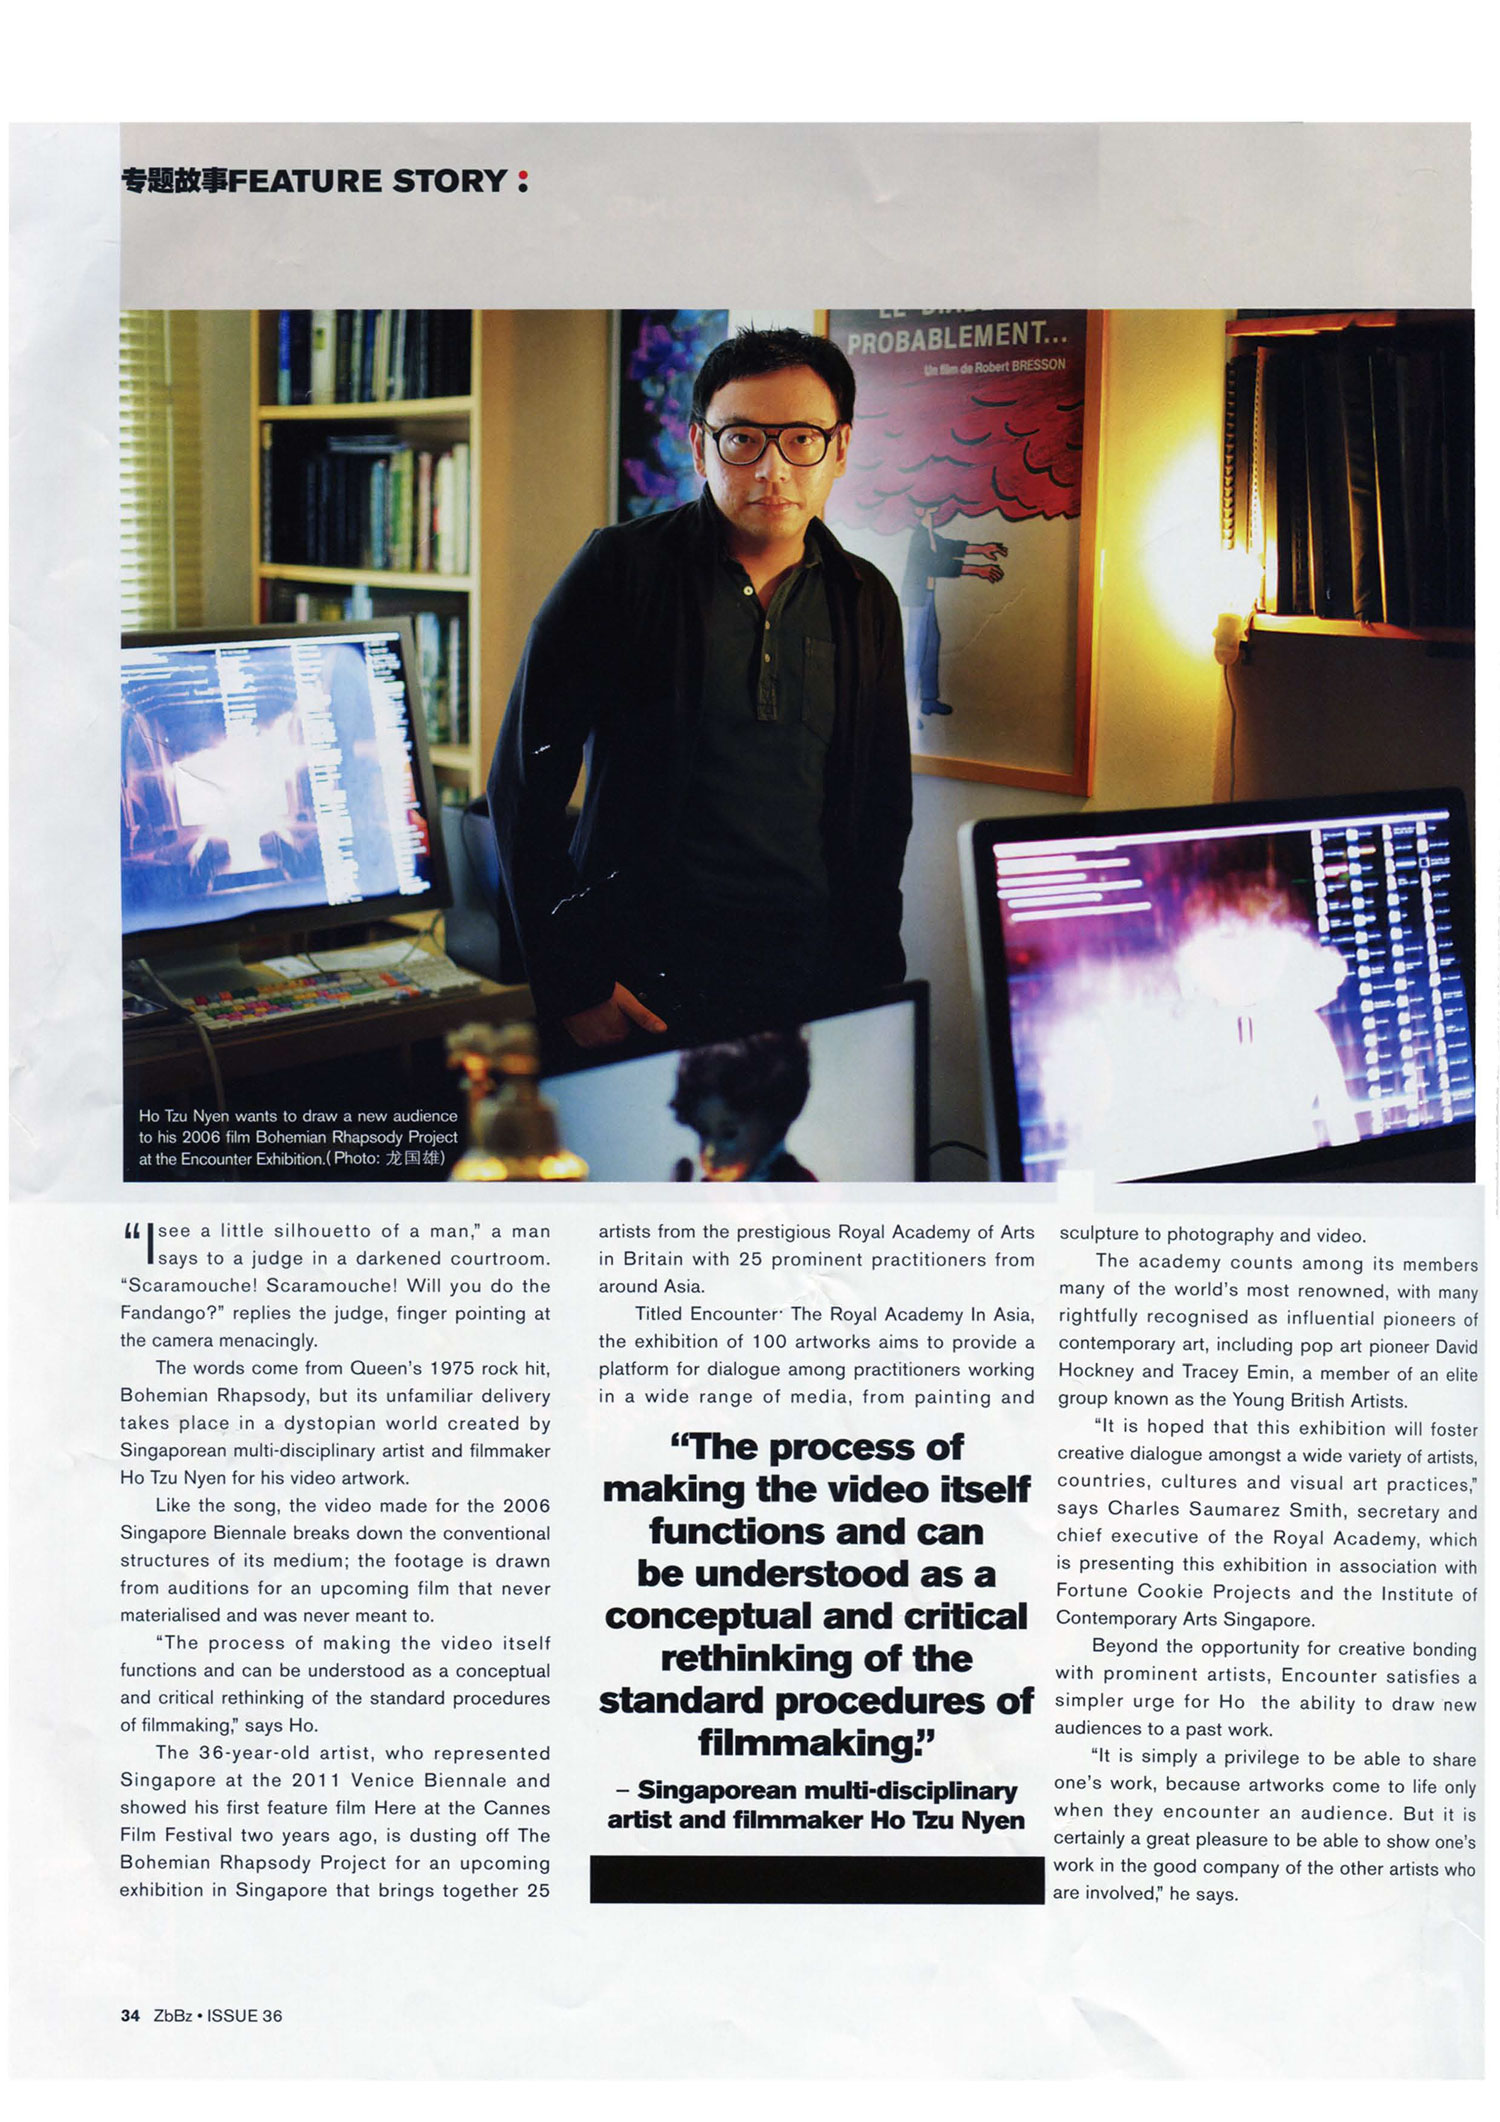 专题故事FEATURE STORY :
LE DIABLE
PROBABLEMENT...
Un film de Robert BRESSON
Ho Tzu Nyen wants to draw a new audience
to his 2006 film Bohemian Rhapsody Project
at the Encounter Exhibition.( Photo: 龙国雄)
“I see a little silhouetto of a man,” a man
says to a judge in a darkened courtroom.
“Scaramouche! Scaramouche! Will you do the
Fandango?” replies the judge, finger pointing at
the camera menacingly.
The words come from Queen’s 1975 rock hit,
Bohemian Rhapsody, but its unfamiliar delivery
takes place in a dystopian world created by
Singaporean multi-disciplinary artist and filmmaker
Ho Tzu Nyen for his video artwork.
Like the song, the video made for the 2006
Singapore Biennale breaks down the conventional
structures of its medium; the footage is drawn
from auditions for an upcoming film that never
materialised and was never meant to.
“The process of making the video itself
functions and can be understood as a conceptual
and critical rethinking of the standard procedures
of filmmaking,” says Ho.
The 36-year-old artist, who represented
Singapore at the 2011 Venice Biennale and
showed his first feature film Here at the Cannes
Film Festival two years ago, is dusting off The
Bohemian Rhapsody Project for an upcoming
exhibition in Singapore that brings together 25
artists from the prestigious Royal Academy of Arts
in Britain with 25 prominent practitioners from
around Asia.
Titled Encounter: The Royal Academy In Asia,
the exhibition of 100 artworks aims to provide a
platform for dialogue among practitioners working
in a wide range of media, from painting and
“The process of
making the video itself
functions and can
be understood as a
conceptual and critical
rethinking of the
standard procedures of
filmmaking.”
– Singaporean multi-disciplinary
artist and filmmaker Ho Tzu Nyen
sculpture to photography and video.
The academy counts among its members
many of the world’s most renowned, with many
rightfully recognised as influential pioneers of
contemporary art, including pop art pioneer David
Hockney and Tracey Emin, a member of an elite
group known as the Young British Artists.
“It is hoped that this exhibition will foster
creative dialogue amongst a wide variety of artists,
countries, cultures and visual art practices,”
says Charles Saumarez Smith, secretary and
chief executive of the Royal Academy, which
is presenting this exhibition in association with
Fortune Cookie Projects and the Institute of
Contemporary Arts Singapore.
Beyond the opportunity for creative bonding
with prominent artists, Encounter satisfies a
simpler urge for Ho the ability to draw new
audiences to a past work.
“It is simply a privilege to be able to share
one’s work, because artworks come to life only
when they encounter an audience. But it is
certainly a great pleasure to be able to show one’s
work in the good company of the other artists who
are involved,” he says.
34 ZbBz • ISSUE 36